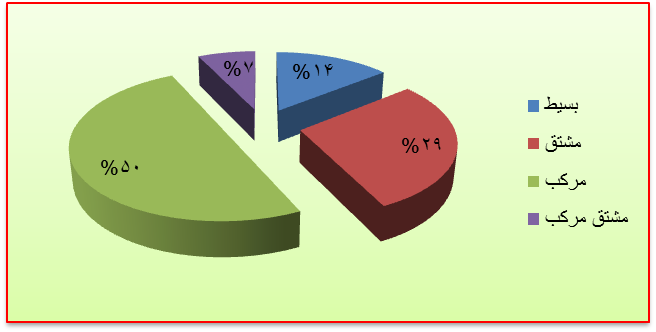 %۱۴
%۲۹
%۵۰
%۷
بسیط
مشتق
مرکب
مشتق مرکب